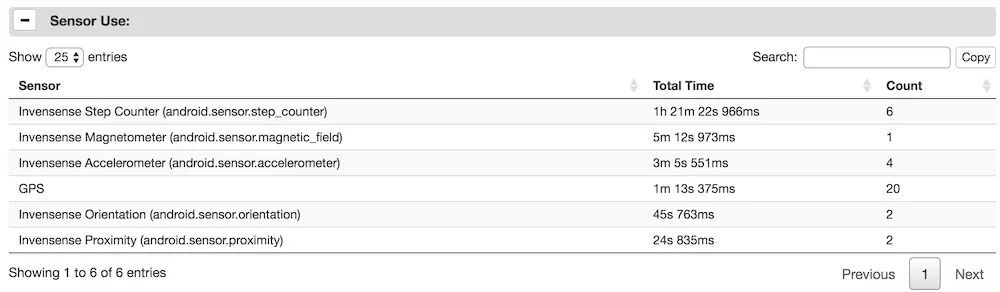 − Sensor Use:
Show 25 entries Search: Copy
Sensor Total Time Count
Invensense Step Counter (android.sensor.step_counter) 1h 21m 22s 966ms 6
Invensense Magnetometer (android.sensor.magnetic_field) 5m 12s 973ms 1
Invensense Accelerometer (android.sensor.accelerometer) 3m 5s 551ms 4
GPS 1m 13s 375ms 20
Invensense Orientation (android.sensor.orientation) 45s 763ms 2
Invensense Proximity (android.sensor.proximity) 24s 835ms 2
Showing 1 to 6 of 6 entries Previous 1 Next